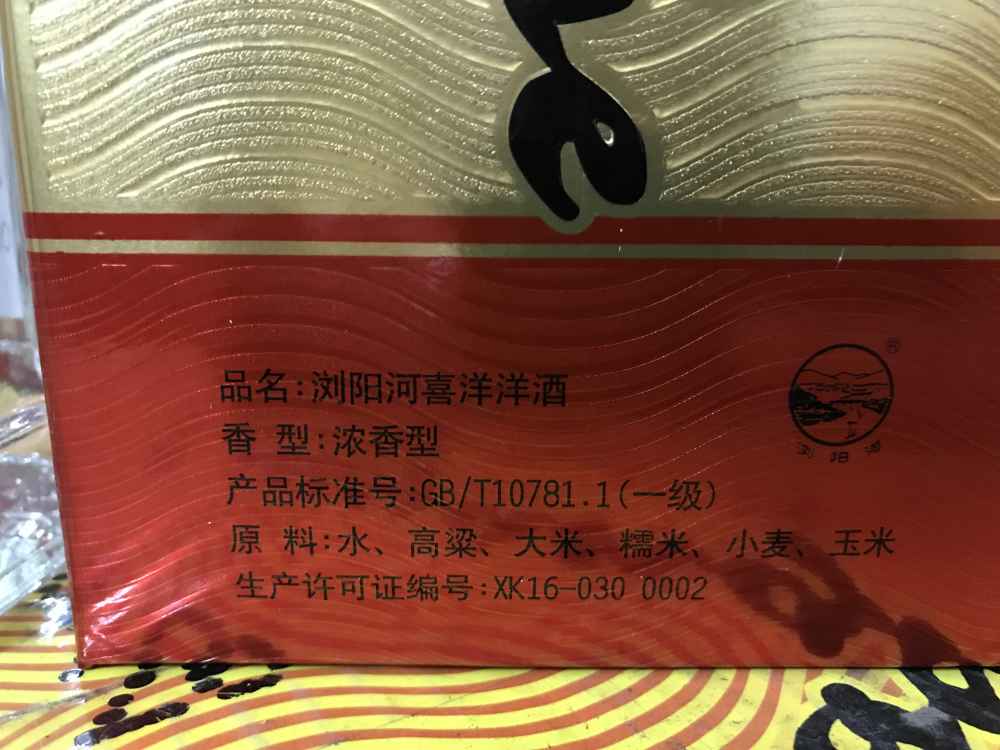 品名:浏阳河喜洋洋酒
香 型:浓香型
产品标准号:GB/T10781.1(一级)
原 料:水、高粱、大米、糯米、小麦、玉米
生产许可证编号:XK16-030 0002
浏阳河